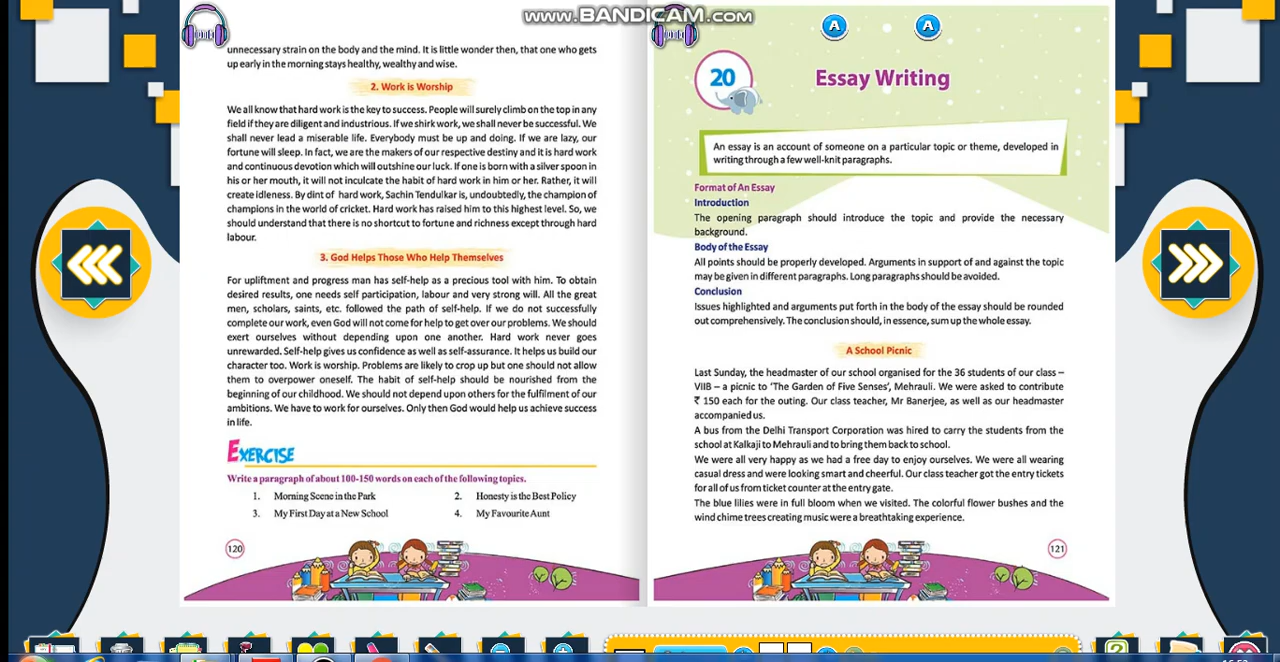 www.BANDICAM.com
unnecessary strain on the body and the mind. It is little wonder then, that one who gets
up early in the morning stays healthy, wealthy and wise.
2. Work is Worship
We all know that hard work is the key to success. People will surely climb on the top in any
field if they are diligent and industrious. If we shirk work, we shall never be successful. We
shall never lead a miserable life. Everybody must be up and doing. If we are lazy, our
fortune will sleep. In fact, we are the makers of our respective destiny and it is hard work
and continuous devotion which will outshine our luck. If one is born with a silver spoon in
his or her mouth, it will not inculcate the habit of hard work in him or her. Rather, it will
create idleness. By dint of hard work, Sachin Tendulkar is, undoubtedly, the champion of
champions in the world of cricket. Hard work has raised him to this highest level. So, we
should understand that there is no shortcut to fortune and richness except through hard
labour.
3. God Helps Those Who Help Themselves
For upliftment and progress man has self-help as a precious tool with him. To obtain
desired results, one needs self participation, labour and very strong will. All the great
men, scholars, saints, etc. followed the path of self-help. If we do not successfully
complete our work, even God will not come for help to get over our problems. We should
exert ourselves without depending upon one another. Hard work never goes
unrewarded. Self-help gives us confidence as well as self-assurance. It helps us build our
character too. Work is worship. Problems are likely to crop up but one should not allow
them to overpower oneself. The habit of self-help should be nourished from the
beginning of our childhood. We should not depend upon others for the fulfilment of our
ambitions. We have to work for ourselves. Only then God would help us achieve success
in life.
EXERCISE
Write a paragraph of about 100-150 words on each of the following topics.
1. Morning Scene in the Park 2. Honesty is the Best Policy
3. My First Day at a New School 4. My Favourite Aunt
120
A A
20 Essay Writing
An essay is an account of someone on a particular topic or theme, developed in
writing through a few well-knit paragraphs.
Format of An Essay
Introduction
The opening paragraph should introduce the topic and provide the necessary
background.
Body of the Essay
All points should be properly developed. Arguments in support of and against the topic
may be given in different paragraphs. Long paragraphs should be avoided.
Conclusion
Issues highlighted and arguments put forth in the body of the essay should be rounded
out comprehensively. The conclusion should, in essence, sum up the whole essay.
A School Picnic
Last Sunday, the headmaster of our school organised for the 36 students of our class –
VIIB – a picnic to ‘The Garden of Five Senses’, Mehrauli. We were asked to contribute
₹ 150 each for the outing. Our class teacher, Mr Banerjee, as well as our headmaster
accompanied us.
A bus from the Delhi Transport Corporation was hired to carry the students from the
school at Kalkaji to Mehrauli and to bring them back to school.
We were all very happy as we had a free day to enjoy ourselves. We were all wearing
casual dress and were looking smart and cheerful. Our class teacher got the entry tickets
for all of us from ticket counter at the entry gate.
The blue lilies were in full bloom when we visited. The colorful flower bushes and the
wind chime trees creating music were a breathtaking experience.
121